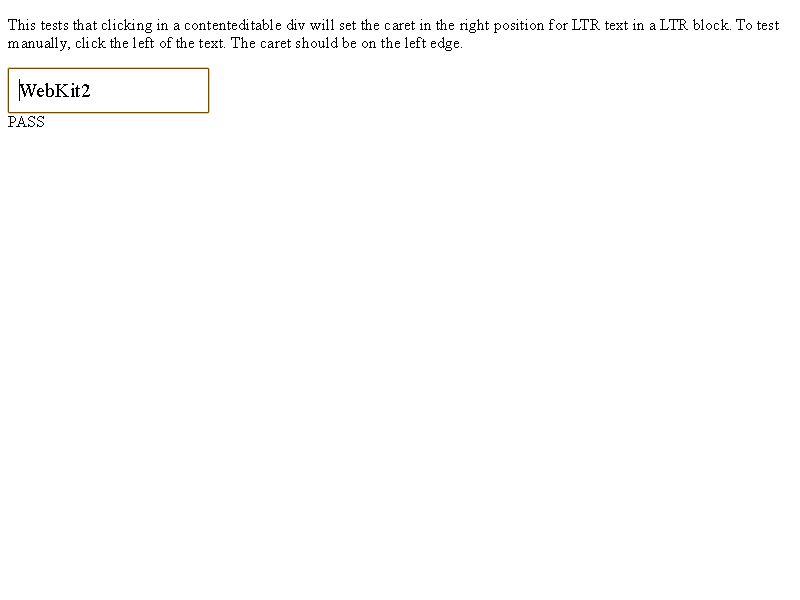 This tests that clicking in a contenteditable div will set the caret in the right position for LTR text in a LTR block. To test
manually, click the left of the text. The caret should be on the left edge.
WebKit2
PASS